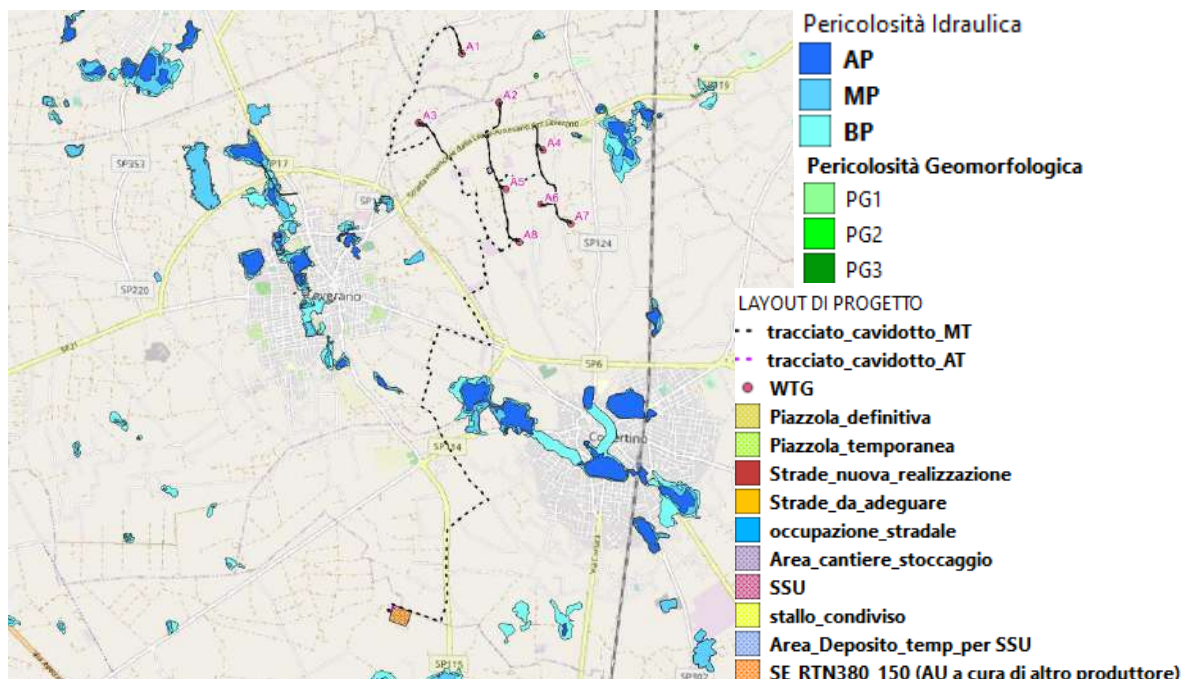 Pericolosità Idraulica
AP
MP
BP
Pericolosità Geomorfologica
PG1
PG2
PG3
LAYOUT DI PROGETTO
tracciato_cavidotto_MT
tracciato_cavidotto_AT
WTG
Piazzola_definitiva
Piazzola_temporanea
Strade_nuova_realizzazione
Strade_da_adeguare
occupazione_stradale
Area_cantiere_stoccaggio
SSU
stallo_condiviso
Area_Deposito_temp_per SSU
SE_RTN380_150 (AU a cura di altro produttore)
A1
A2
A3
A4
A5
A6
A7
A8
SP119
SP353
SP17
SP124
SP220
SP21
SP6
SP114
SP115